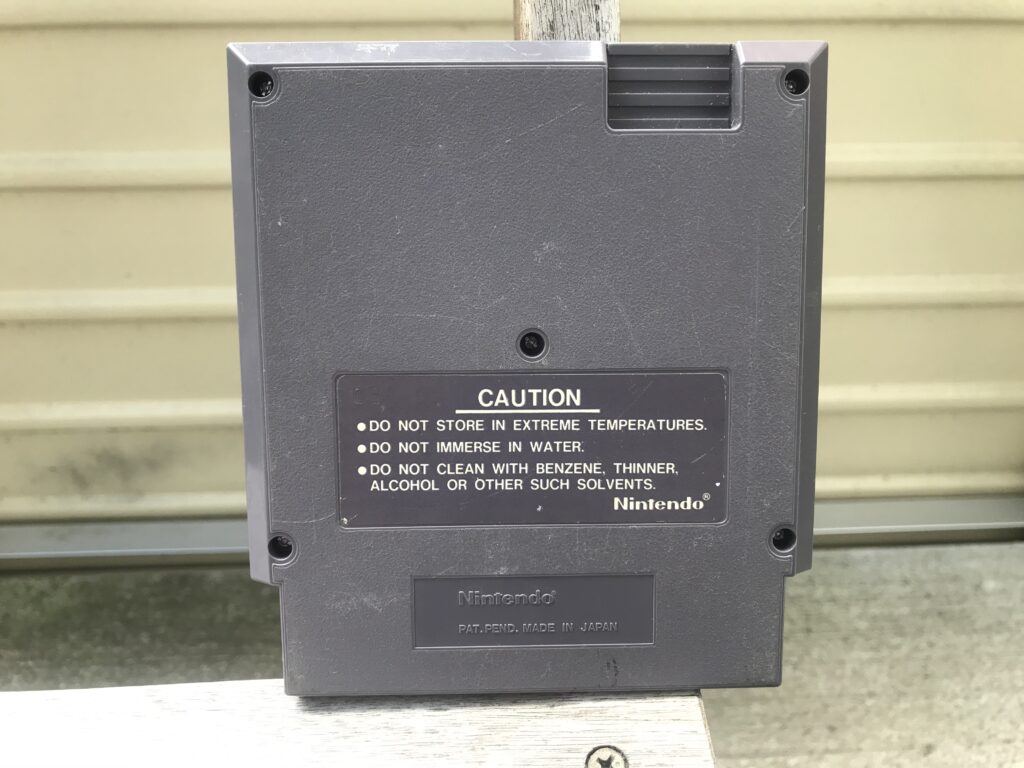 CAUTION
●DO NOT STORE IN EXTREME TEMPERATURES.
●DO NOT IMMERSE IN WATER.
●DO NOT CLEAN WITH BENZENE, THINNER,
ALCOHOL OR OTHER SUCH SOLVENTS.
Nintendo®
Nintendo®
PAT. PEND. MADE IN JAPAN